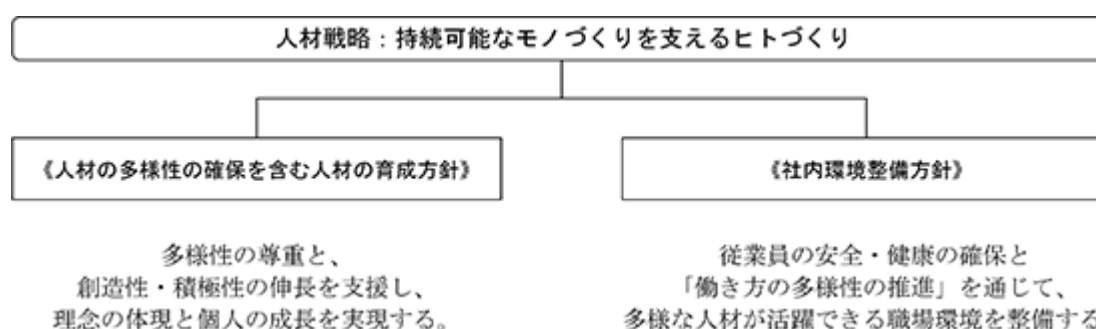 人材戦略：持続可能なモノづくりを支えるヒトづくり
《人材の多様性の確保を含む人材の育成方針》
《社内環境整備方針》
多様性の尊重と、
創造性・積極性の伸長を支援し、
理念の体現と個人の成長を実現する。
従業員の安全・健康の確保と
「働き方の多様性の推進」を通じて、
多様な人材が活躍できる職場環境を整備する